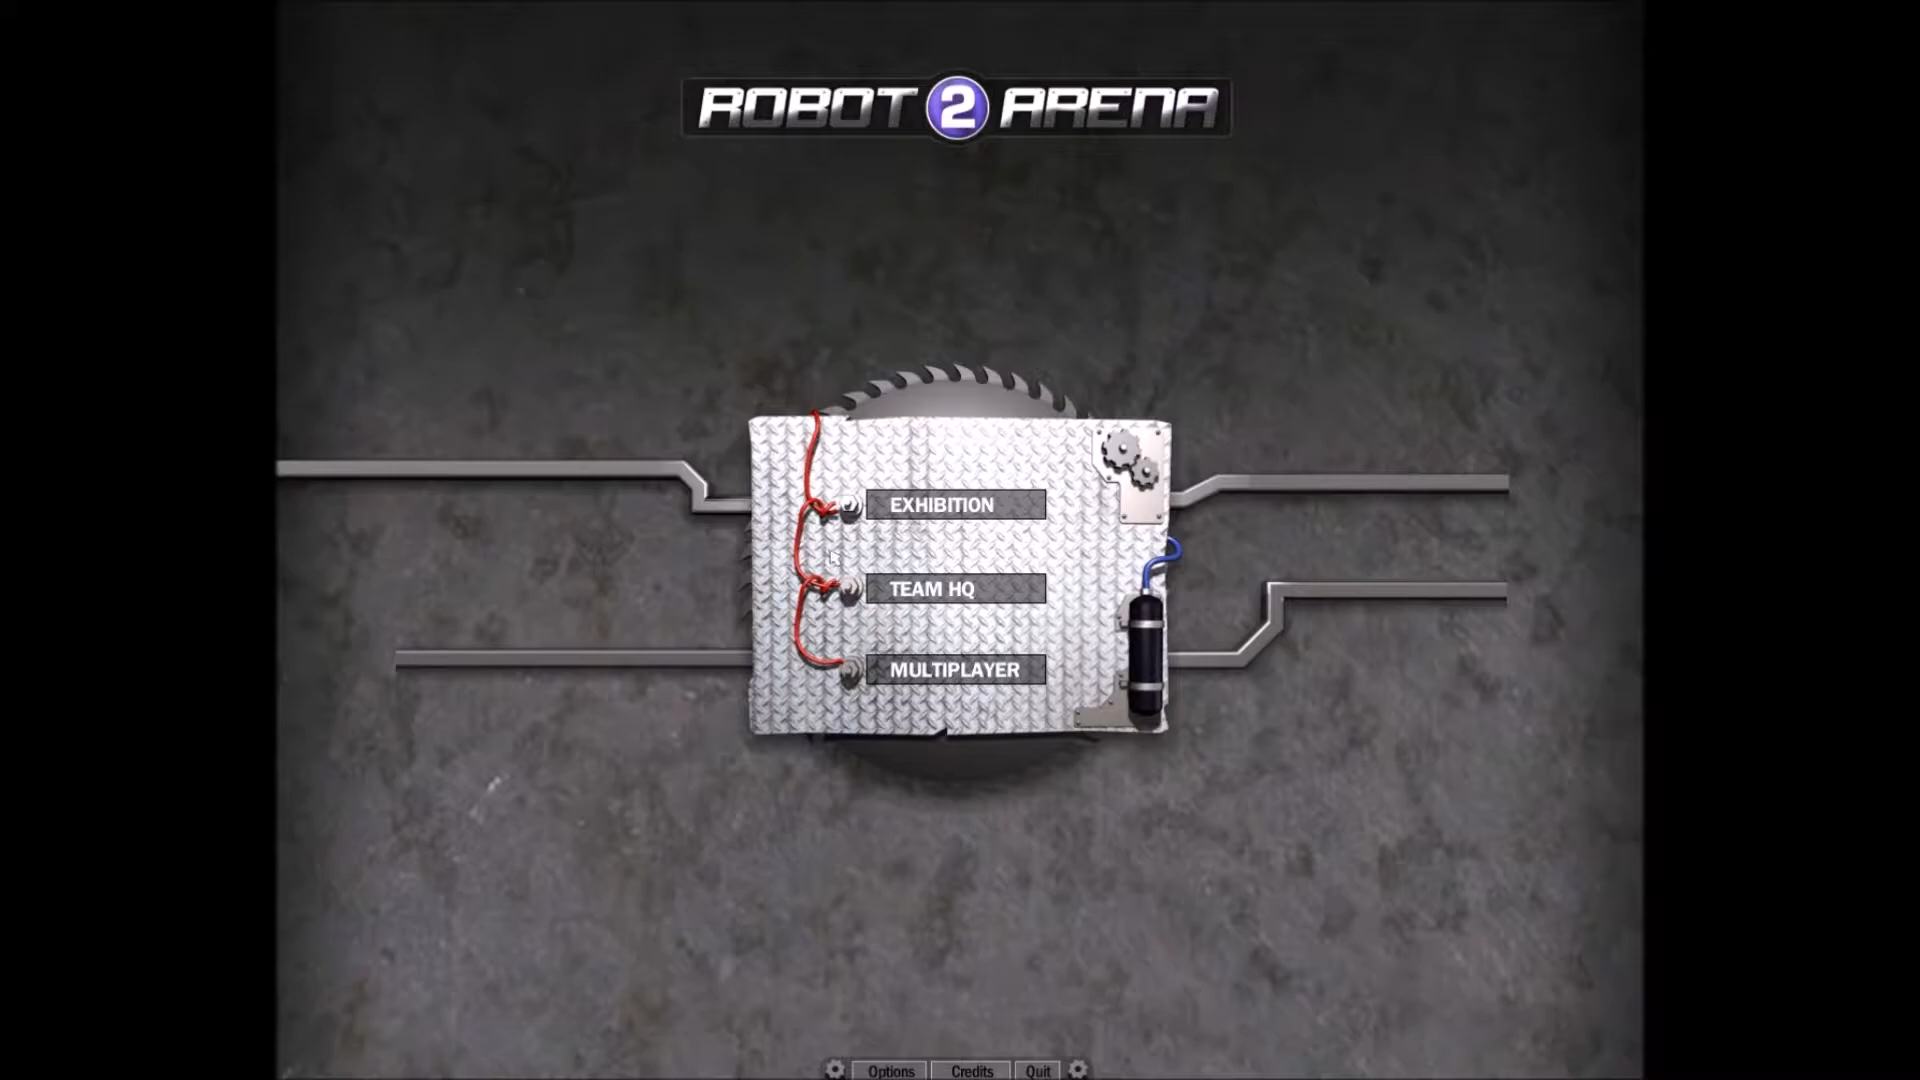 ROBOT 2 ARENA
EXHIBITION
TEAM HQ
MULTIPLAYER
Options Credits Quit